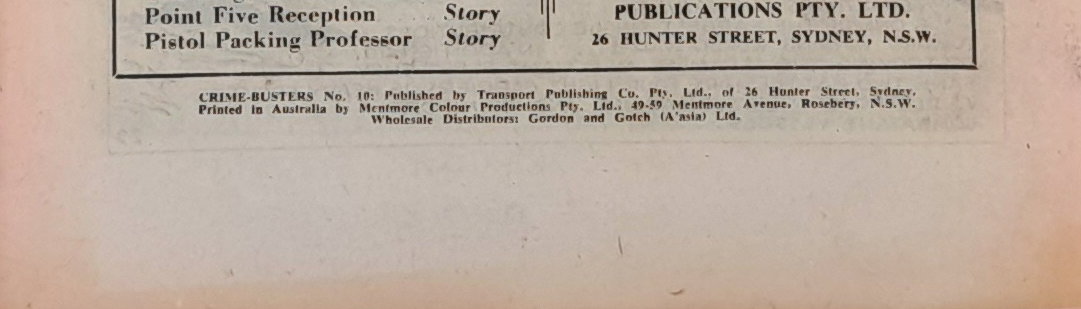 Point Five Reception Story
Pistol Packing Professor Story
PUBLICATIONS PTY. LTD.
26 HUNTER STREET, SYDNEY, N.S.W.
CRIME-BUSTERS No. 10: Published by Transport Publishing Co. Pty. Ltd., of 26 Hunter Street, Sydney.
Printed in Australia by Mentmore Colour Productions Pty. Ltd., 49-59 Mentmore Avenue, Rosebery, N.S.W.
Wholesale Distributors: Gordon and Gotch (A'asia) Ltd.